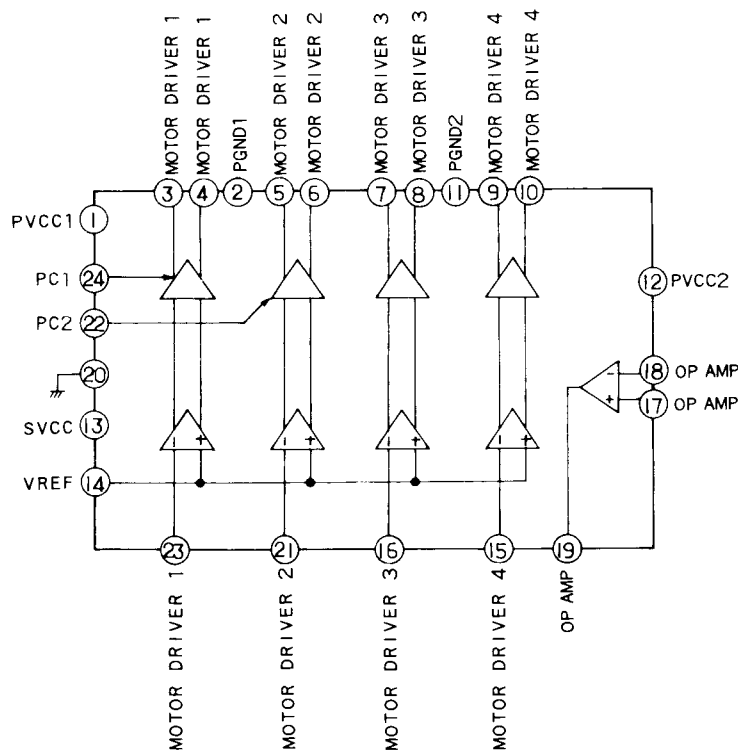 MOTOR DRIVER 1
MOTOR DRIVER 1
PGND1
MOTOR DRIVER 2
MOTOR DRIVER 2
MOTOR DRIVER 3
MOTOR DRIVER 3
PGND2
MOTOR DRIVER 4
MOTOR DRIVER 4
3
4
2
5
6
7
8
11
9
10
PVCC1 1
PC1 24
12 PVCC2
PC2 22
20
- 18 OP AMP
+ 17 OP AMP
SVCC 13
- +
- +
- +
- +
VREF 14
23
21
16
15
19
MOTOR DRIVER 1
MOTOR DRIVER 2
MOTOR DRIVER 3
MOTOR DRIVER 4
OP AMP